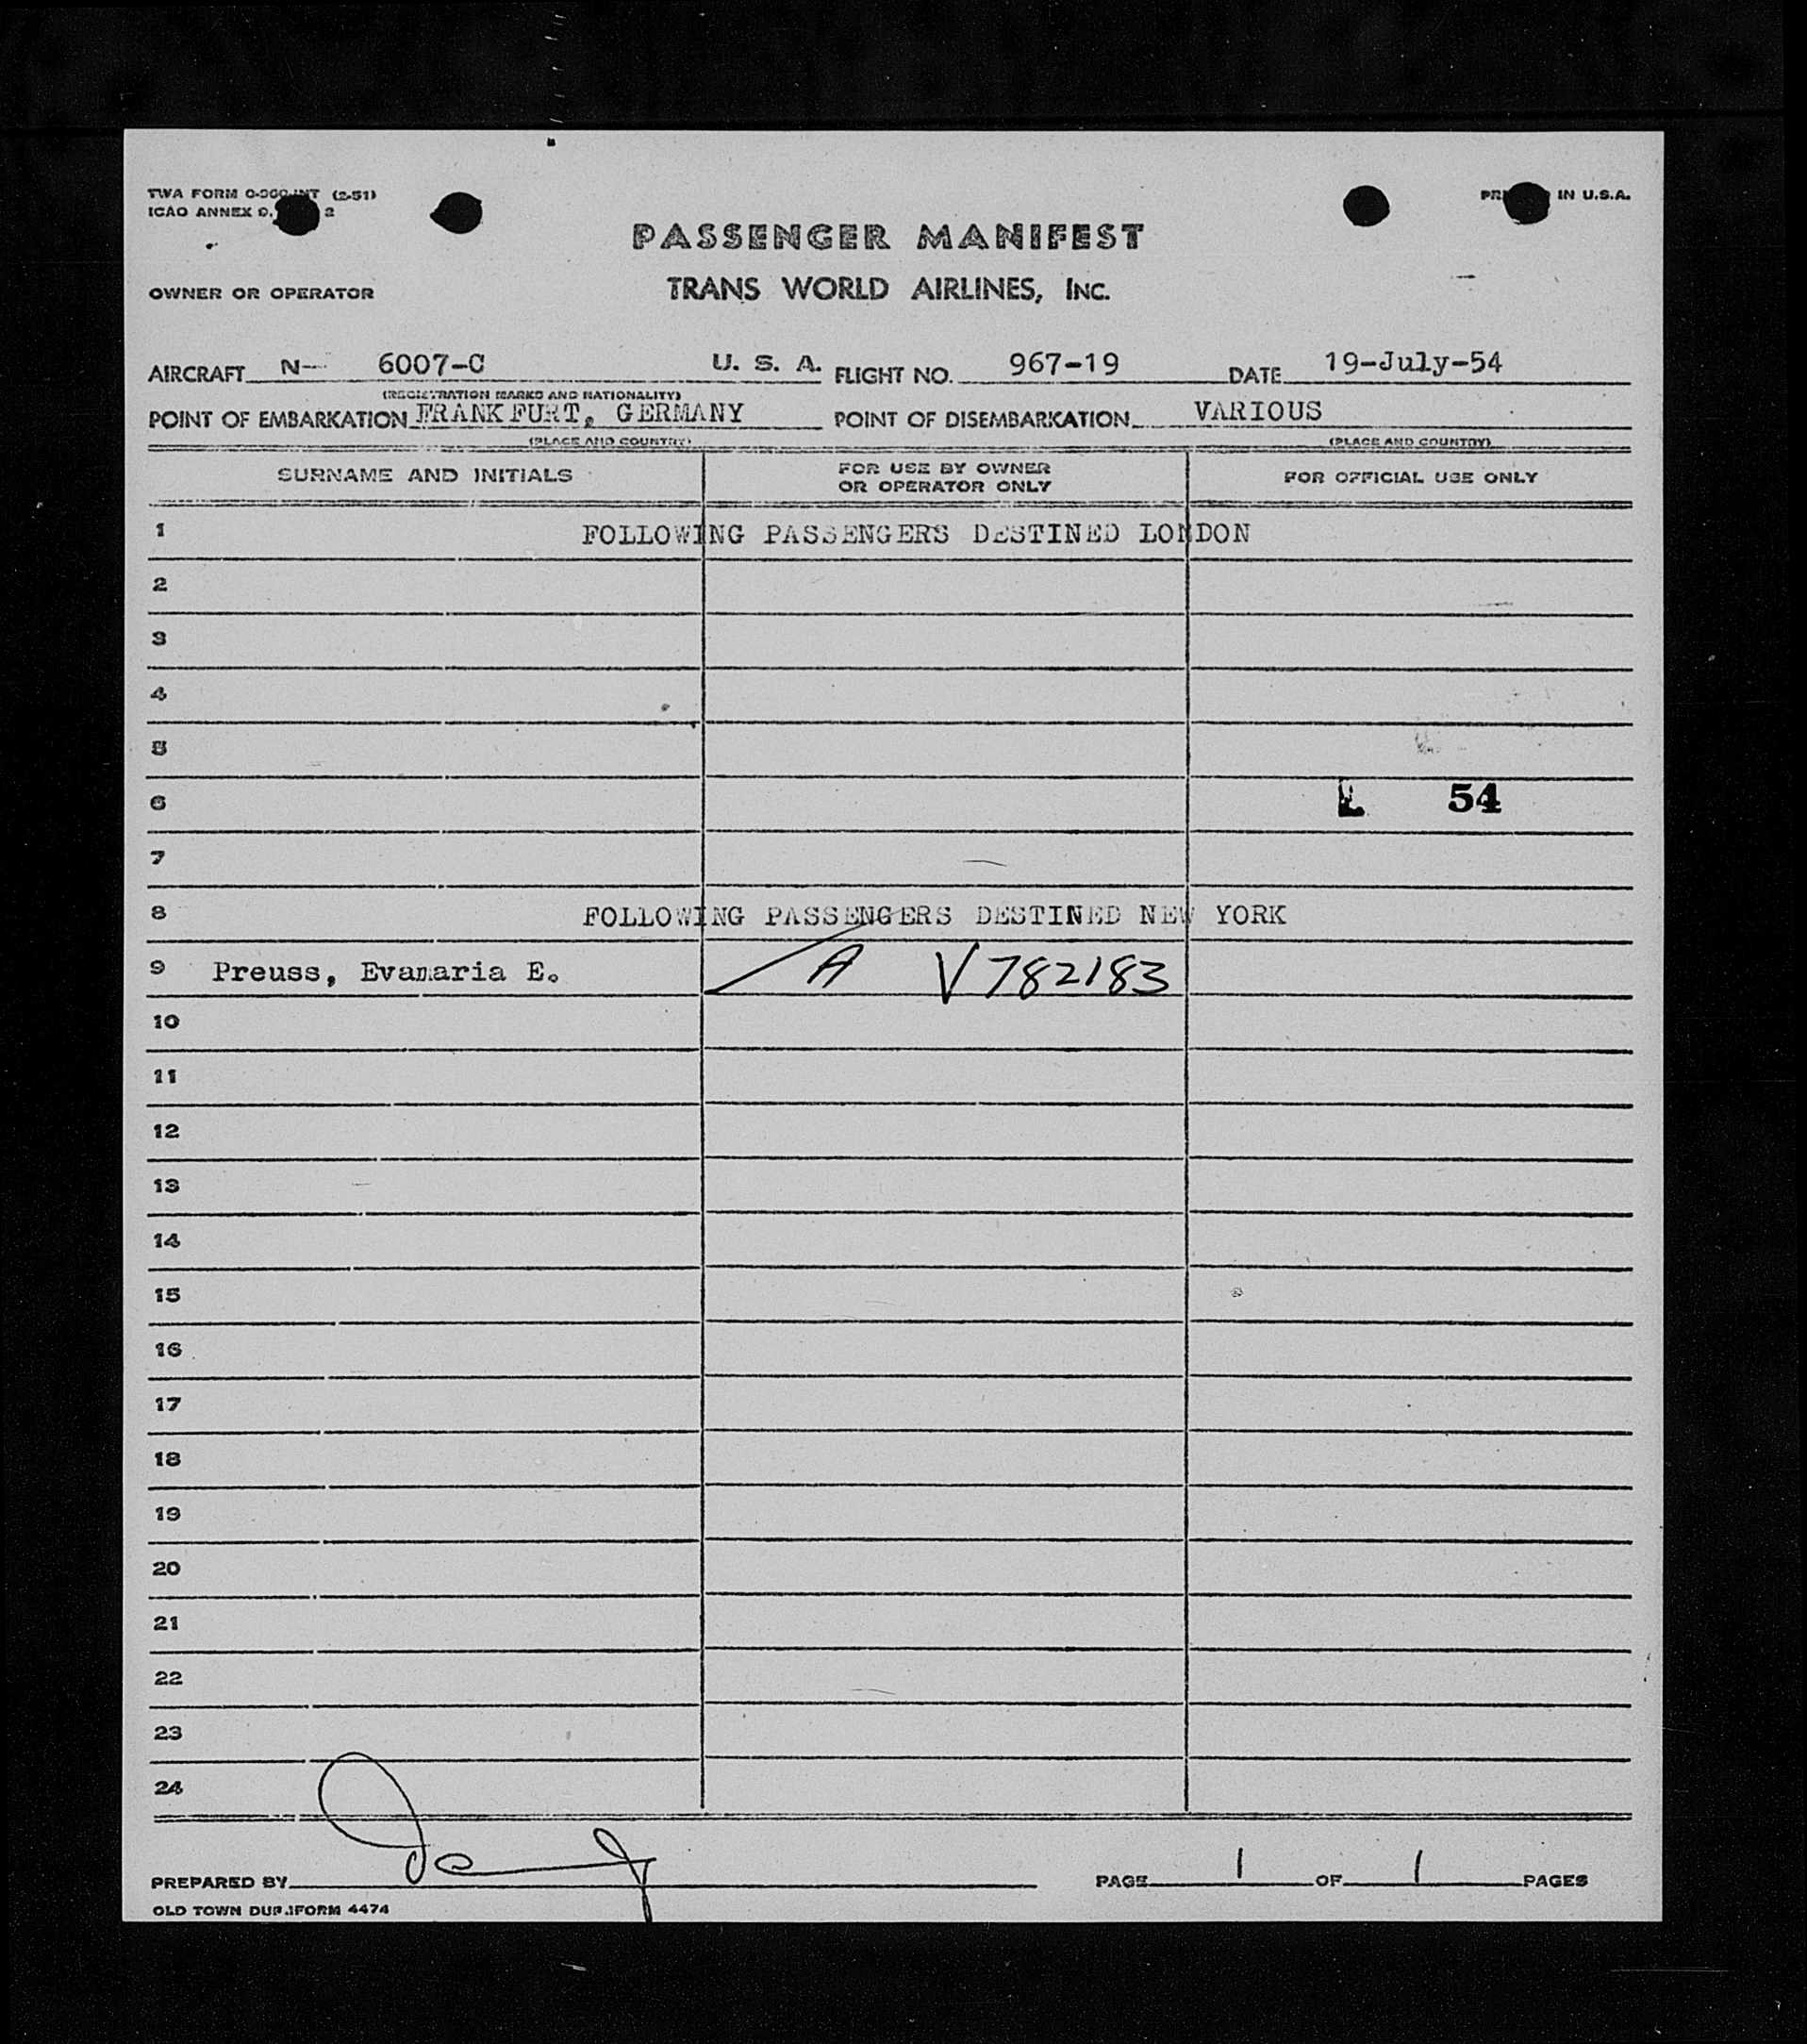 TWA FORM (2-51)
ICAO ANNEX 9, 2
IN U.S.A.
PASSENGER MANIFEST
OWNER OR OPERATOR TRANS WORLD AIRLINES, INC.
AIRCRAFT N- 6007-C U. S. A. FLIGHT NO. 967-19 DATE 19-July-54
(REGISTRATION MARKS AND NATIONALITY)
POINT OF EMBARKATION FRANKFURT, GERMANY POINT OF DISEMBARKATION VARIOUS
(PLACE AND COUNTRY) (PLACE AND COUNTRY)
SURNAME AND INITIALS FOR USE BY OWNER OR OPERATOR ONLY FOR OFFICIAL USE ONLY
1 FOLLOWING PASSENGERS DESTINED LONDON
2
3
4
5
6 L 54
7
8 FOLLOWING PASSENGERS DESTINED NEW YORK
9 Preuss, Evamaria E. A V782183
10
11
12
13
14
15
16
17
18
19
20
21
22
23
24
PREPARED BY PAGE 1 OF 1 PAGES
OLD TOWN FORM 4474